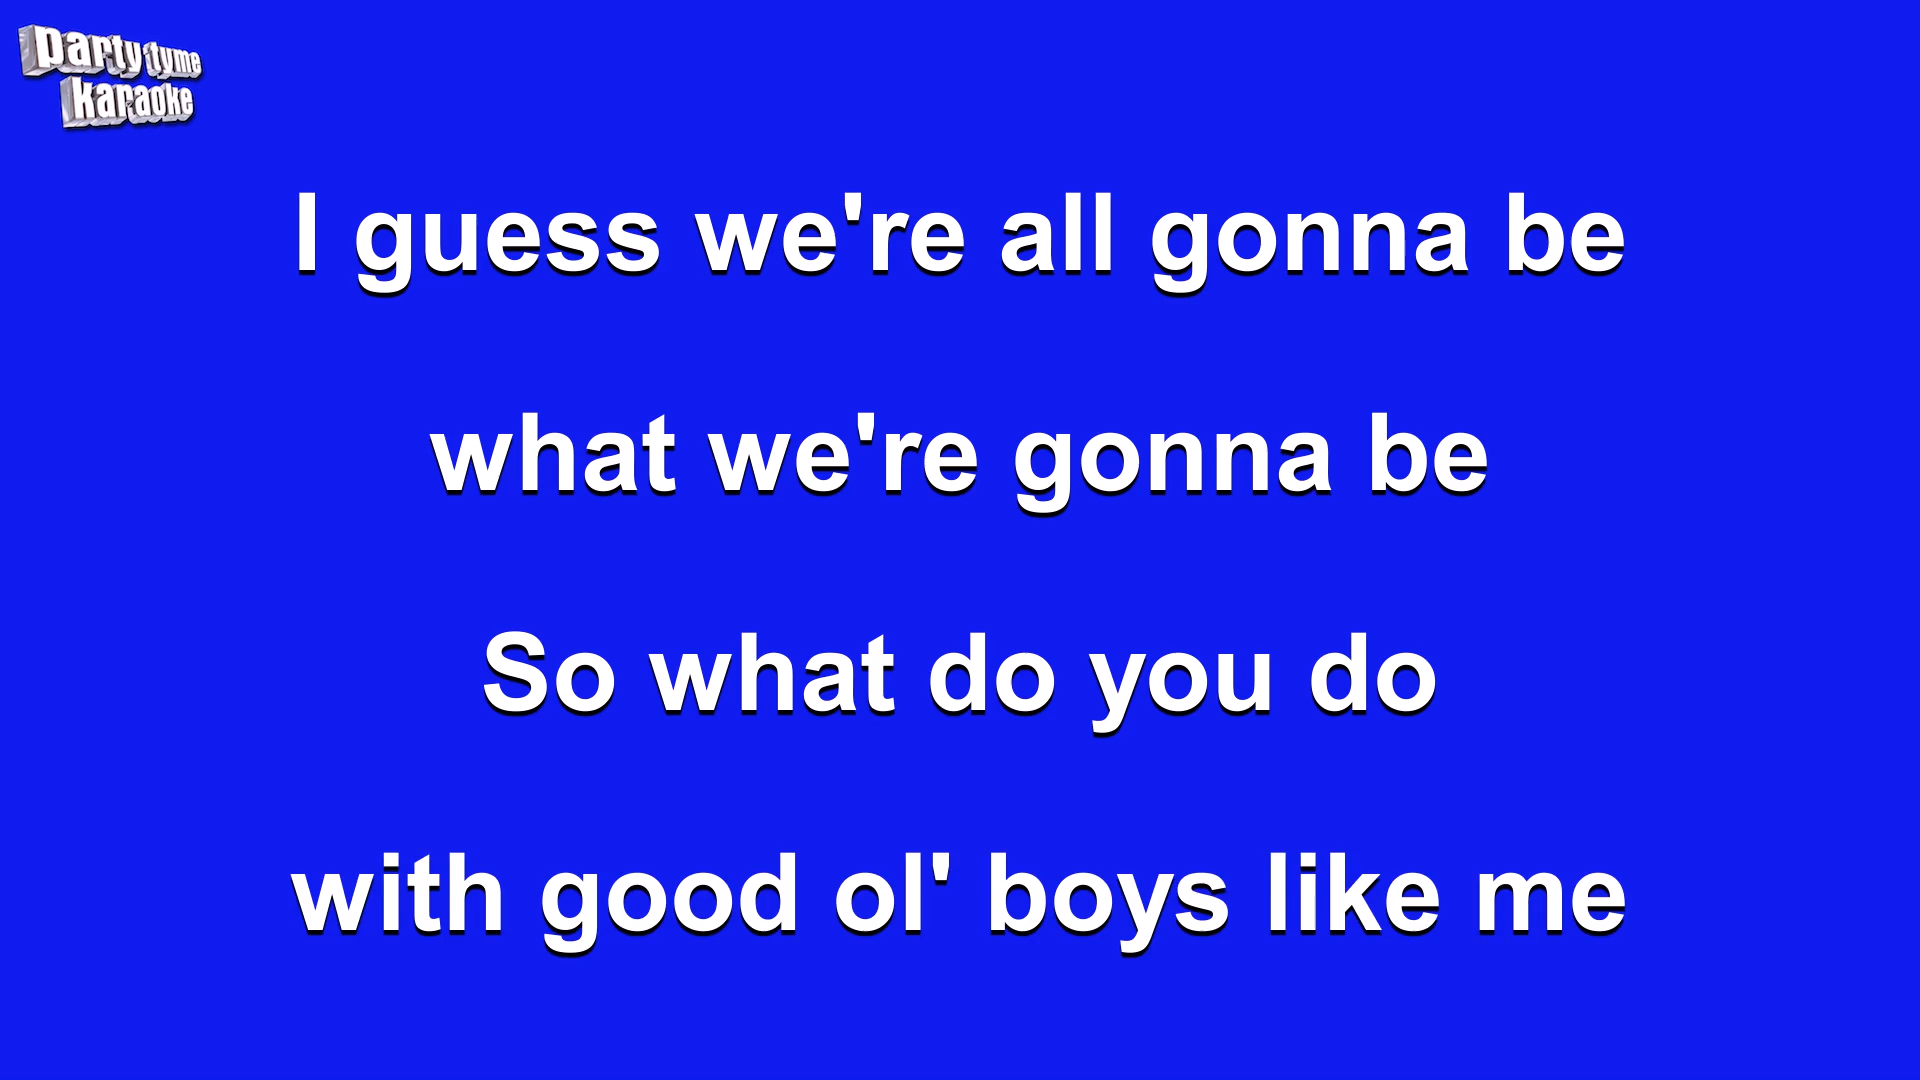 party tyme
karaoke
I guess we're all gonna be
what we're gonna be
So what do you do
with good ol' boys like me